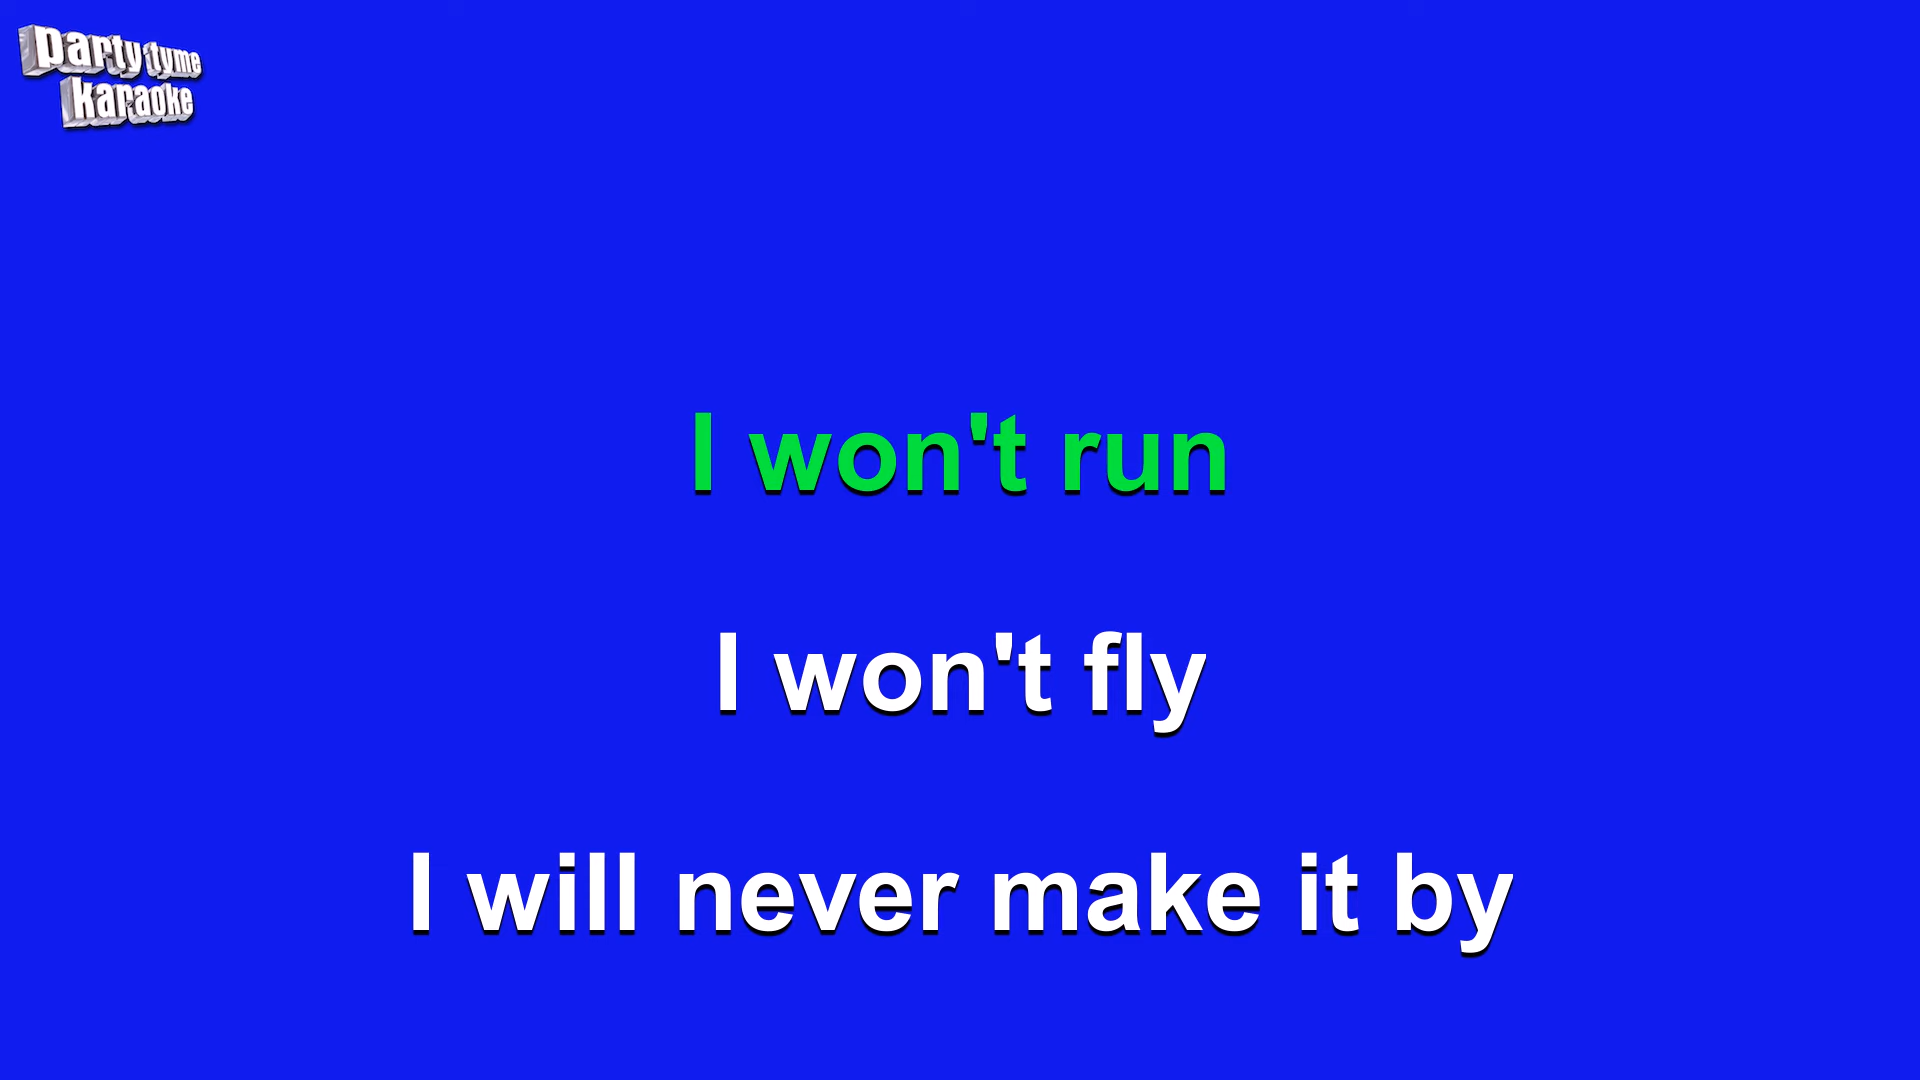 party tyme
karaoke
I won't run
I won't fly
I will never make it by